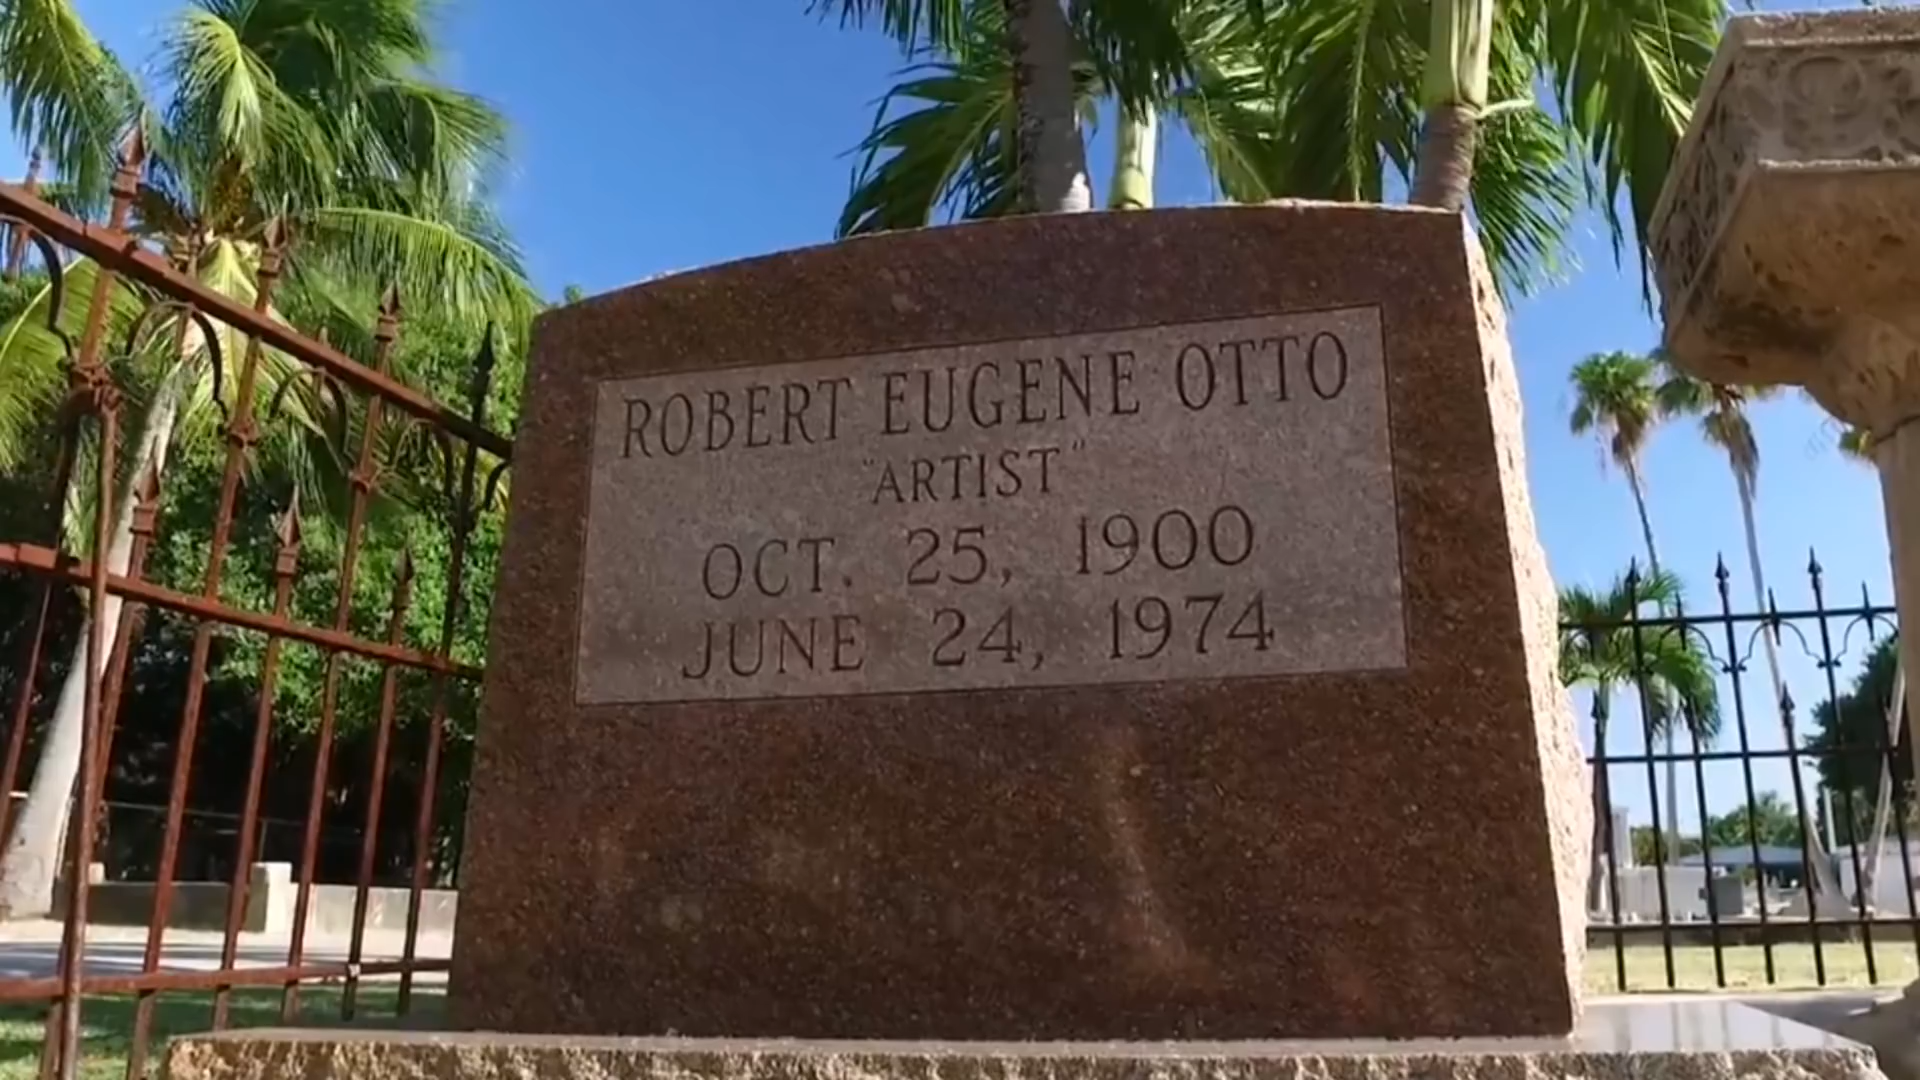 ROBERT EUGENE OTTO
"ARTIST"
OCT. 25, 1900
JUNE 24, 1974